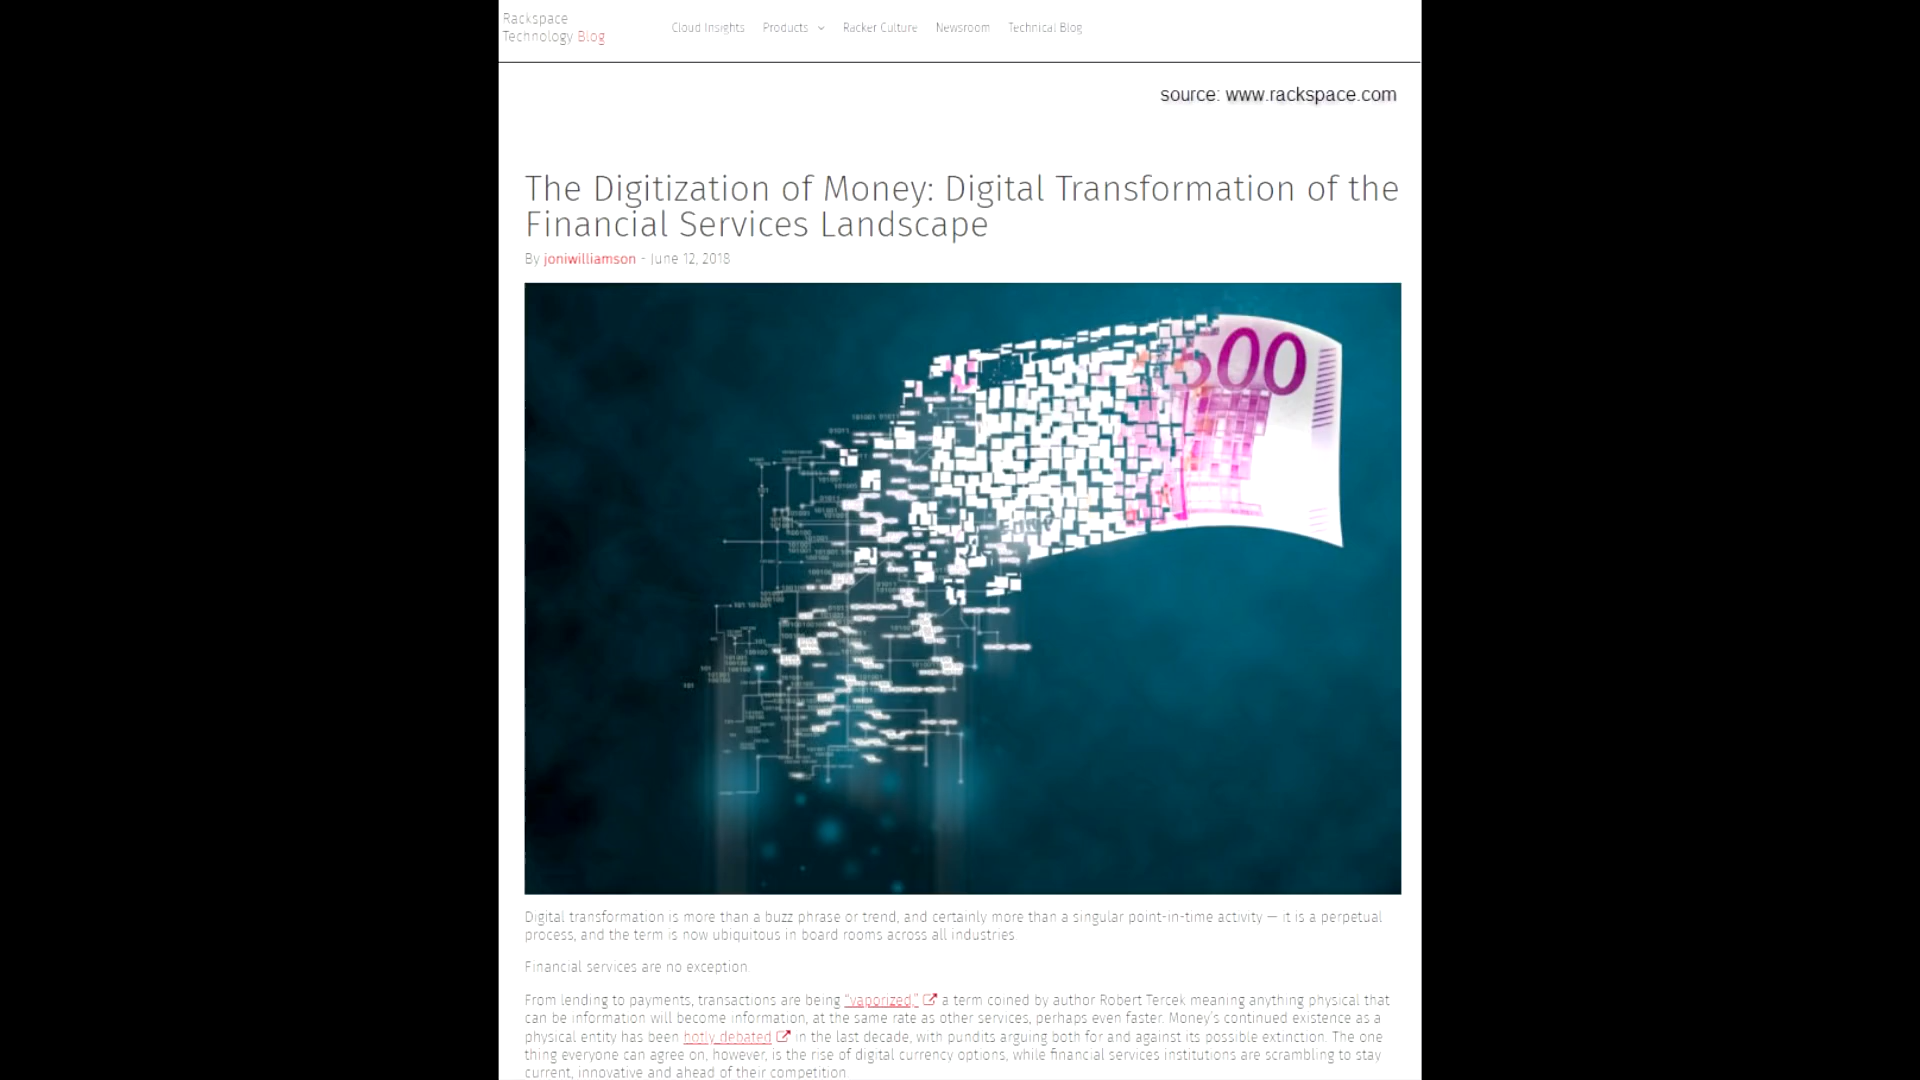 Rackspace
Technology Blog
Cloud Insights Products Racker Culture Newsroom Technical Blog
source: www.rackspace.com
The Digitization of Money: Digital Transformation of the
Financial Services Landscape
By joniwilliamson - June 12, 2018
500
Digital transformation is more than a buzz phrase or trend, and certainly more than a singular point-in-time activity — it is a perpetual
process, and the term is now ubiquitous in board rooms across all industries.
Financial services are no exception.
From lending to payments, transactions are being “vaporized,” a term coined by author Robert Tercek meaning anything physical that
can be information will become information, at the same rate as other services, perhaps even faster. Money’s continued existence as a
physical entity has been hotly debated in the last decade, with pundits arguing both for and against its possible extinction. The one
thing everyone can agree on, however, is the rise of digital currency options, while financial services institutions are scrambling to stay
current, innovative and ahead of their competition.